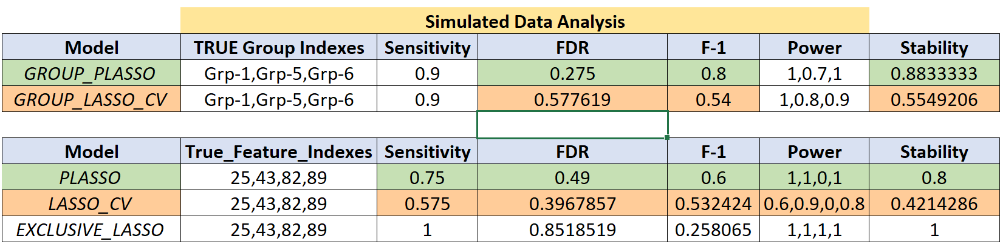 Simulated Data Analysis
Model TRUE Group Indexes Sensitivity FDR F-1 Power Stability
GROUP_PLASSO Grp-1,Grp-5,Grp-6 0.9 0.275 0.8 1,0.7,1 0.8833333
GROUP_LASSO_CV Grp-1,Grp-5,Grp-6 0.9 0.577619 0.54 1,0.8,0.9 0.5549206
Model True_Feature_Indexes Sensitivity FDR F-1 Power Stability
PLASSO 25,43,82,89 0.75 0.49 0.6 1,1,0,1 0.8
LASSO_CV 25,43,82,89 0.575 0.3967857 0.532424 0.6,0.9,0,0.8 0.4214286
EXCLUSIVE_LASSO 25,43,82,89 1 0.8518519 0.258065 1,1,1,1 1